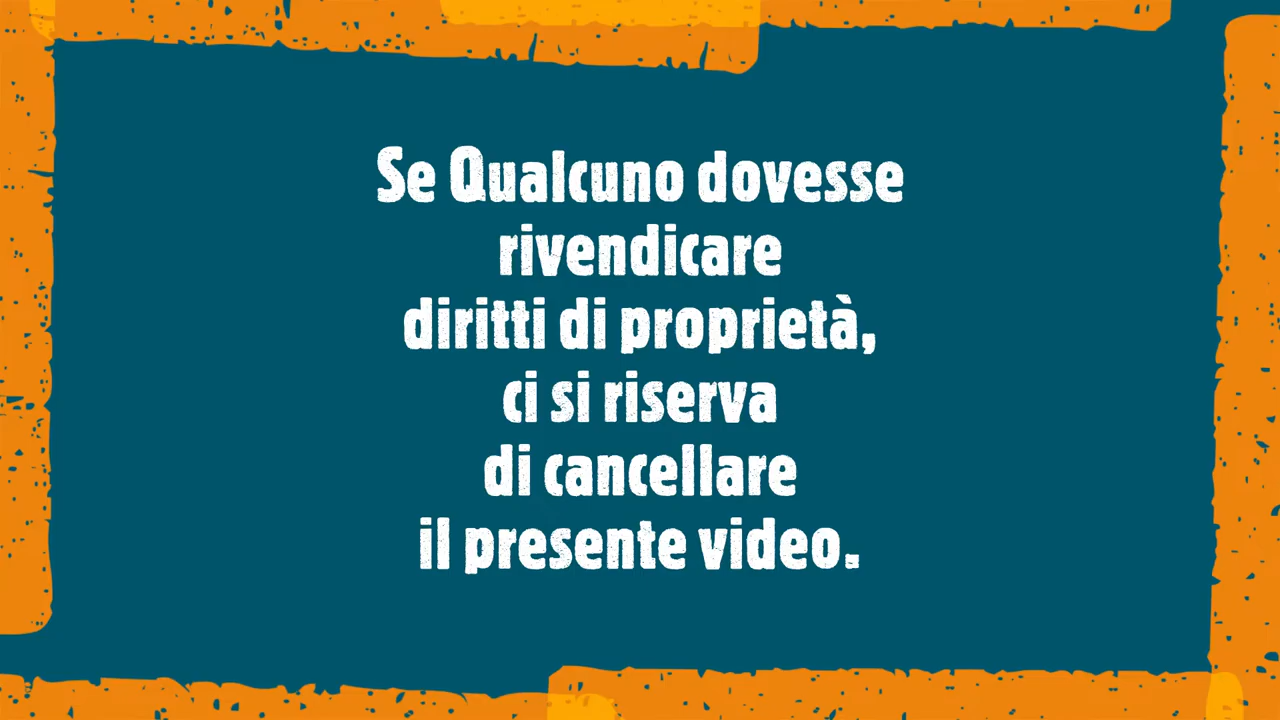 Se Qualcuno dovesse
rivendicare
diritti di proprietà,
ci si riserva
di cancellare
il presente video.